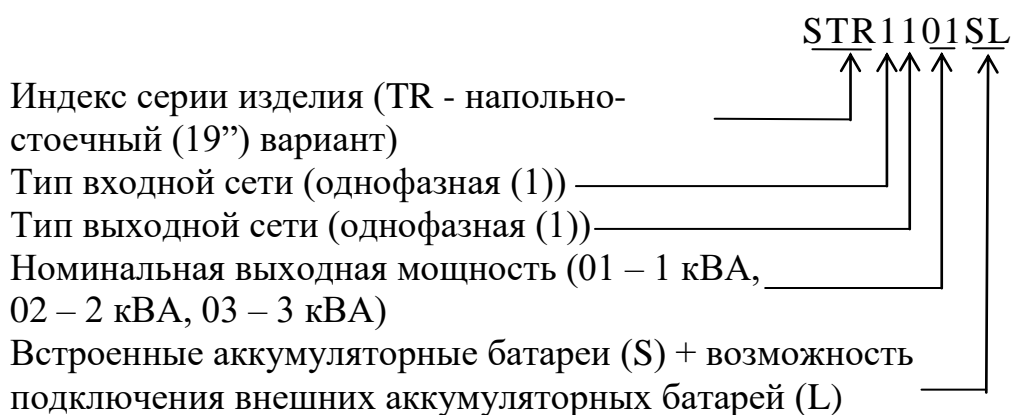 STR1101SL
Индекс серии изделия (TR - напольно-
стоечный (19”) вариант)
Тип входной сети (однофазная (1))
Тип выходной сети (однофазная (1))
Номинальная выходная мощность (01 – 1 кВА,
02 – 2 кВА, 03 – 3 кВА)
Встроенные аккумуляторные батареи (S) + возможность
подключения внешних аккумуляторных батарей (L)